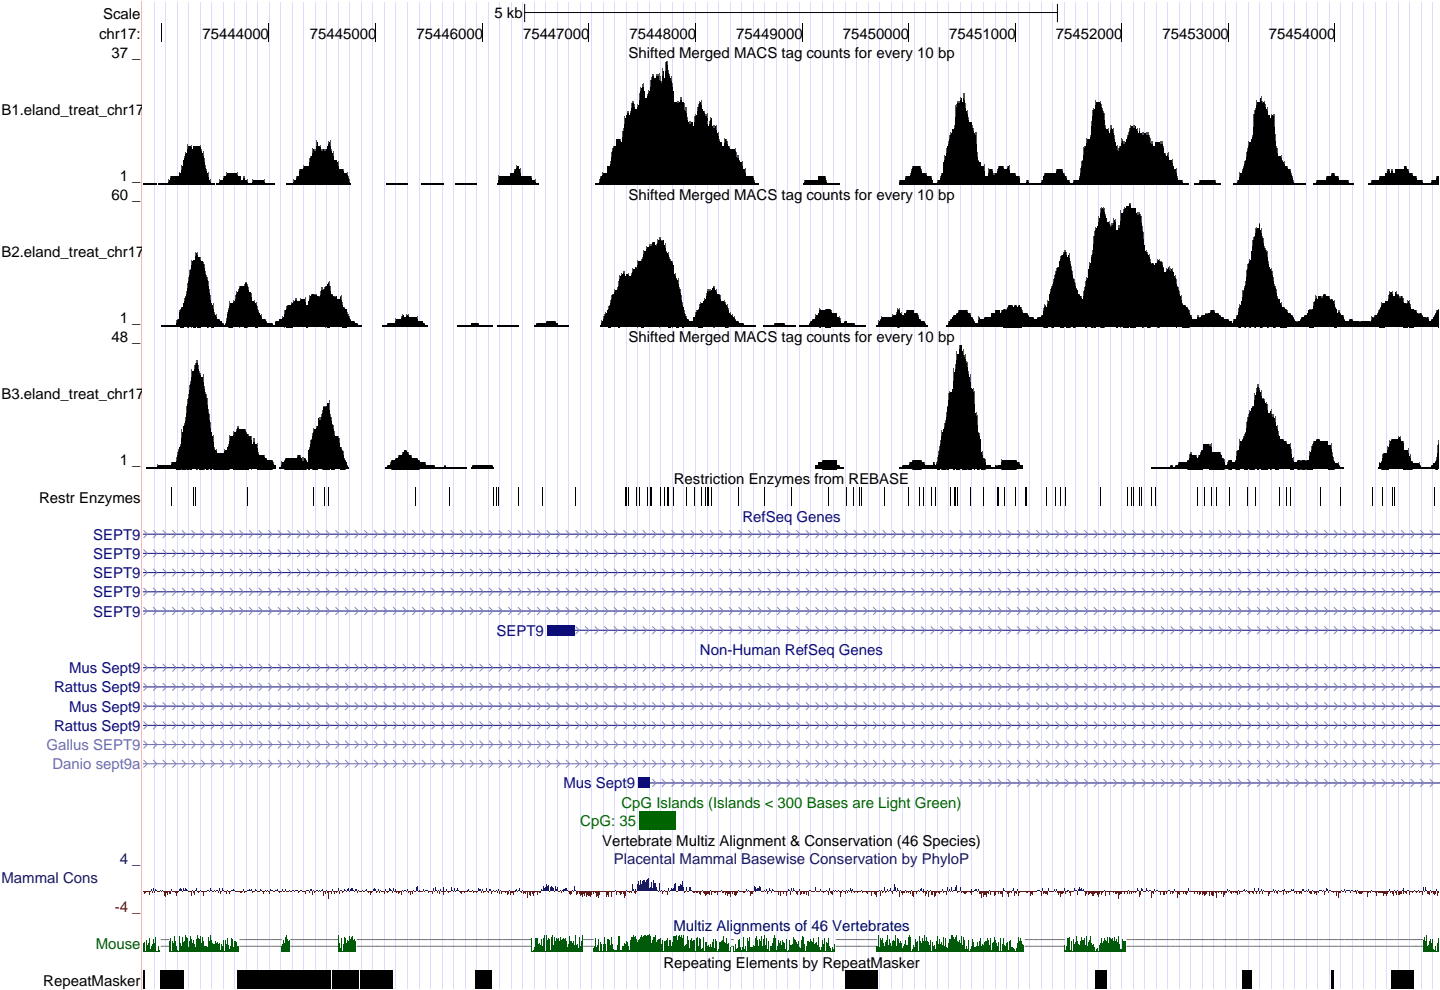 Scale 5 kb
chr17: 75444000 75445000 75446000 75447000 75448000 75449000 75450000 75451000 75452000 75453000 75454000
Shifted Merged MACS tag counts for every 10 bp
37 _
B1.eland_treat_chr17
1 _
Shifted Merged MACS tag counts for every 10 bp
60 _
B2.eland_treat_chr17
1 _
Shifted Merged MACS tag counts for every 10 bp
48 _
B3.eland_treat_chr17
1 _
Restriction Enzymes from REBASE
Restr Enzymes
RefSeq Genes
SEPT9
SEPT9
SEPT9
SEPT9
SEPT9
SEPT9
Non-Human RefSeq Genes
Mus Sept9
Rattus Sept9
Mus Sept9
Rattus Sept9
Gallus SEPT9
Danio sept9a
Mus Sept9
CpG Islands (Islands < 300 Bases are Light Green)
CpG: 35
Vertebrate Multiz Alignment & Conservation (46 Species)
Placental Mammal Basewise Conservation by PhyloP
4 _
Mammal Cons
-4 _
Multiz Alignments of 46 Vertebrates
Mouse
Repeating Elements by RepeatMasker
RepeatMasker